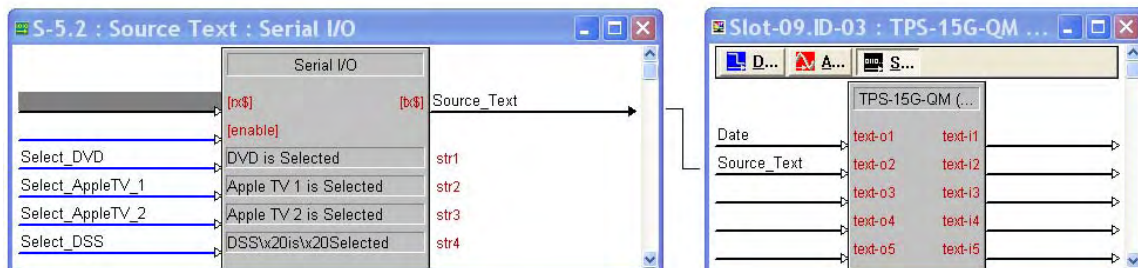 S-5.2 : Source Text : Serial I/O
Serial I/O
[rx$] [tx$] Source_Text
[enable]
Select_DVD DVD is Selected str1
Select_AppleTV_1 Apple TV 1 is Selected str2
Select_AppleTV_2 Apple TV 2 is Selected str3
Select_DSS DSS\x20is\x20Selected str4
Slot-09.ID-03 : TPS-15G-QM ...
D... A... S...
TPS-15G-QM (...
Date text-o1 text-i1
Source_Text text-o2 text-i2
text-o3 text-i3
text-o4 text-i4
text-o5 text-i5